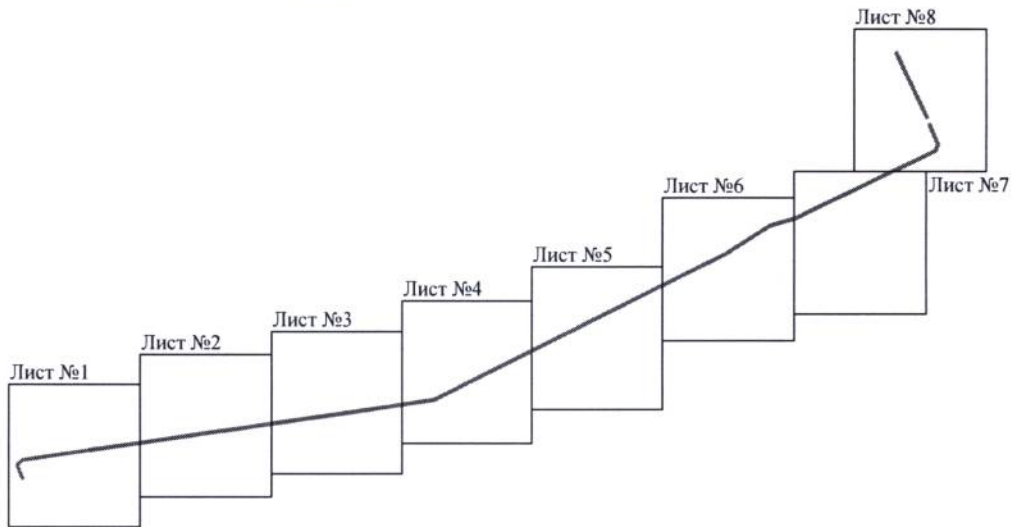 Лист №8
Лист №7
Лист №6
Лист №5
Лист №4
Лист №3
Лист №2
Лист №1